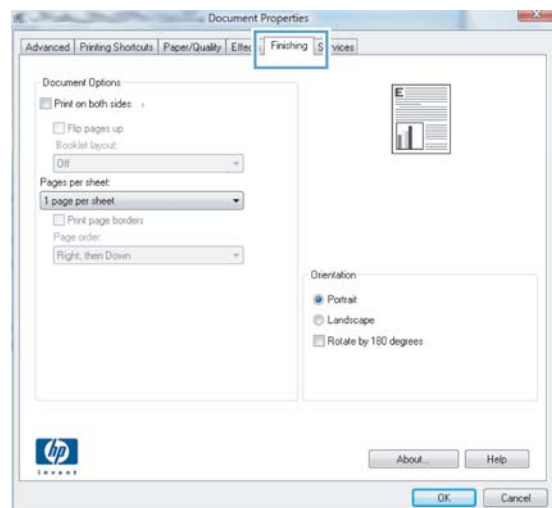 Document Properties
Advanced
Printing Shortcuts
Paper/Quality
Finishing
Document Options
Print on both sides
Flip pages up
Booklet layout:
Off
Pages per sheet:
1 page per sheet
Print page borders
Page order:
Right, then Down
E
Orientation
Portrait
Landscape
Rotate by 180 degrees
hp
invent
About...
Help
OK
Cancel